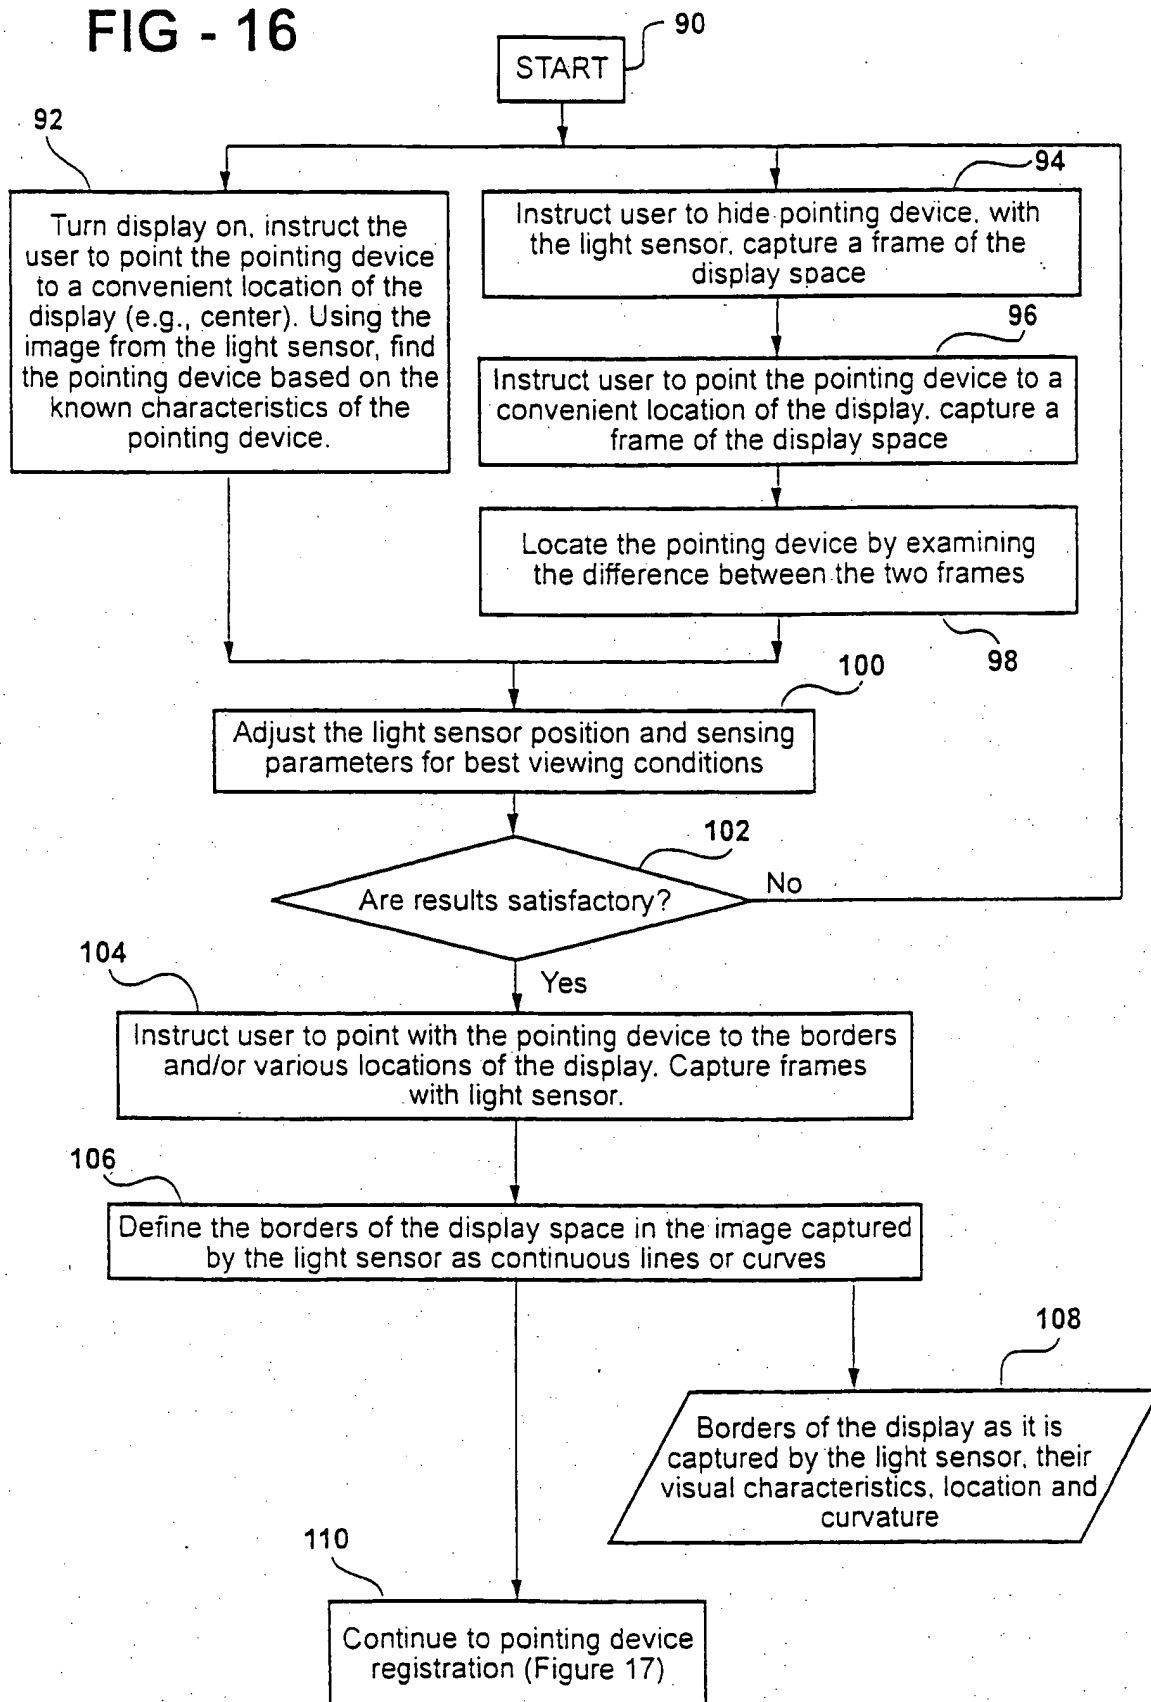 FIG - 16
90
START
92
94
Turn display on, instruct the
user to point the pointing device
to a convenient location of the
display (e.g., center). Using the
image from the light sensor, find
the pointing device based on the
known characteristics of the
pointing device.
Instruct user to hide pointing device, with
the light sensor, capture a frame of the
display space
96
Instruct user to point the pointing device to a
convenient location of the display, capture a
frame of the display space
Locate the pointing device by examining
the difference between the two frames
98
100
Adjust the light sensor position and sensing
parameters for best viewing conditions
102
Are results satisfactory?
No
Yes
104
Instruct user to point with the pointing device to the borders
and/or various locations of the display. Capture frames
with light sensor.
106
Define the borders of the display space in the image captured
by the light sensor as continuous lines or curves
108
Borders of the display as it is
captured by the light sensor, their
visual characteristics, location and
curvature
110
Continue to pointing device
registration (Figure 17)